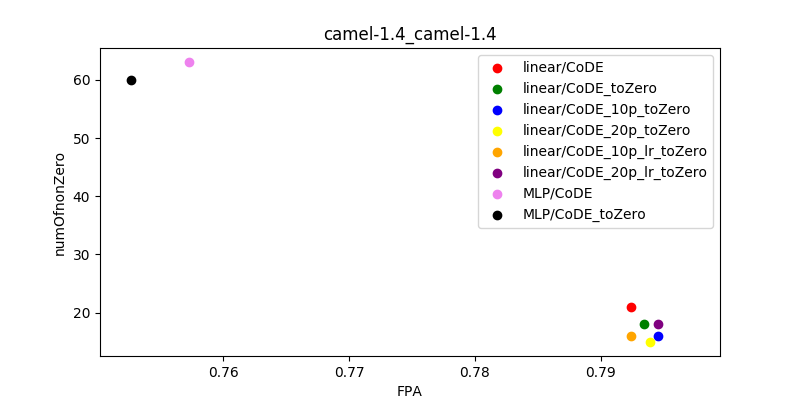 camel-1.4_camel-1.4
numOfnonZero
60
50
40
30
20
linear/CoDE
linear/CoDE_toZero
linear/CoDE_10p_toZero
linear/CoDE_20p_toZero
linear/CoDE_10p_lr_toZero
linear/CoDE_20p_lr_toZero
MLP/CoDE
MLP/CoDE_toZero
0.76
0.77
0.78
0.79
FPA